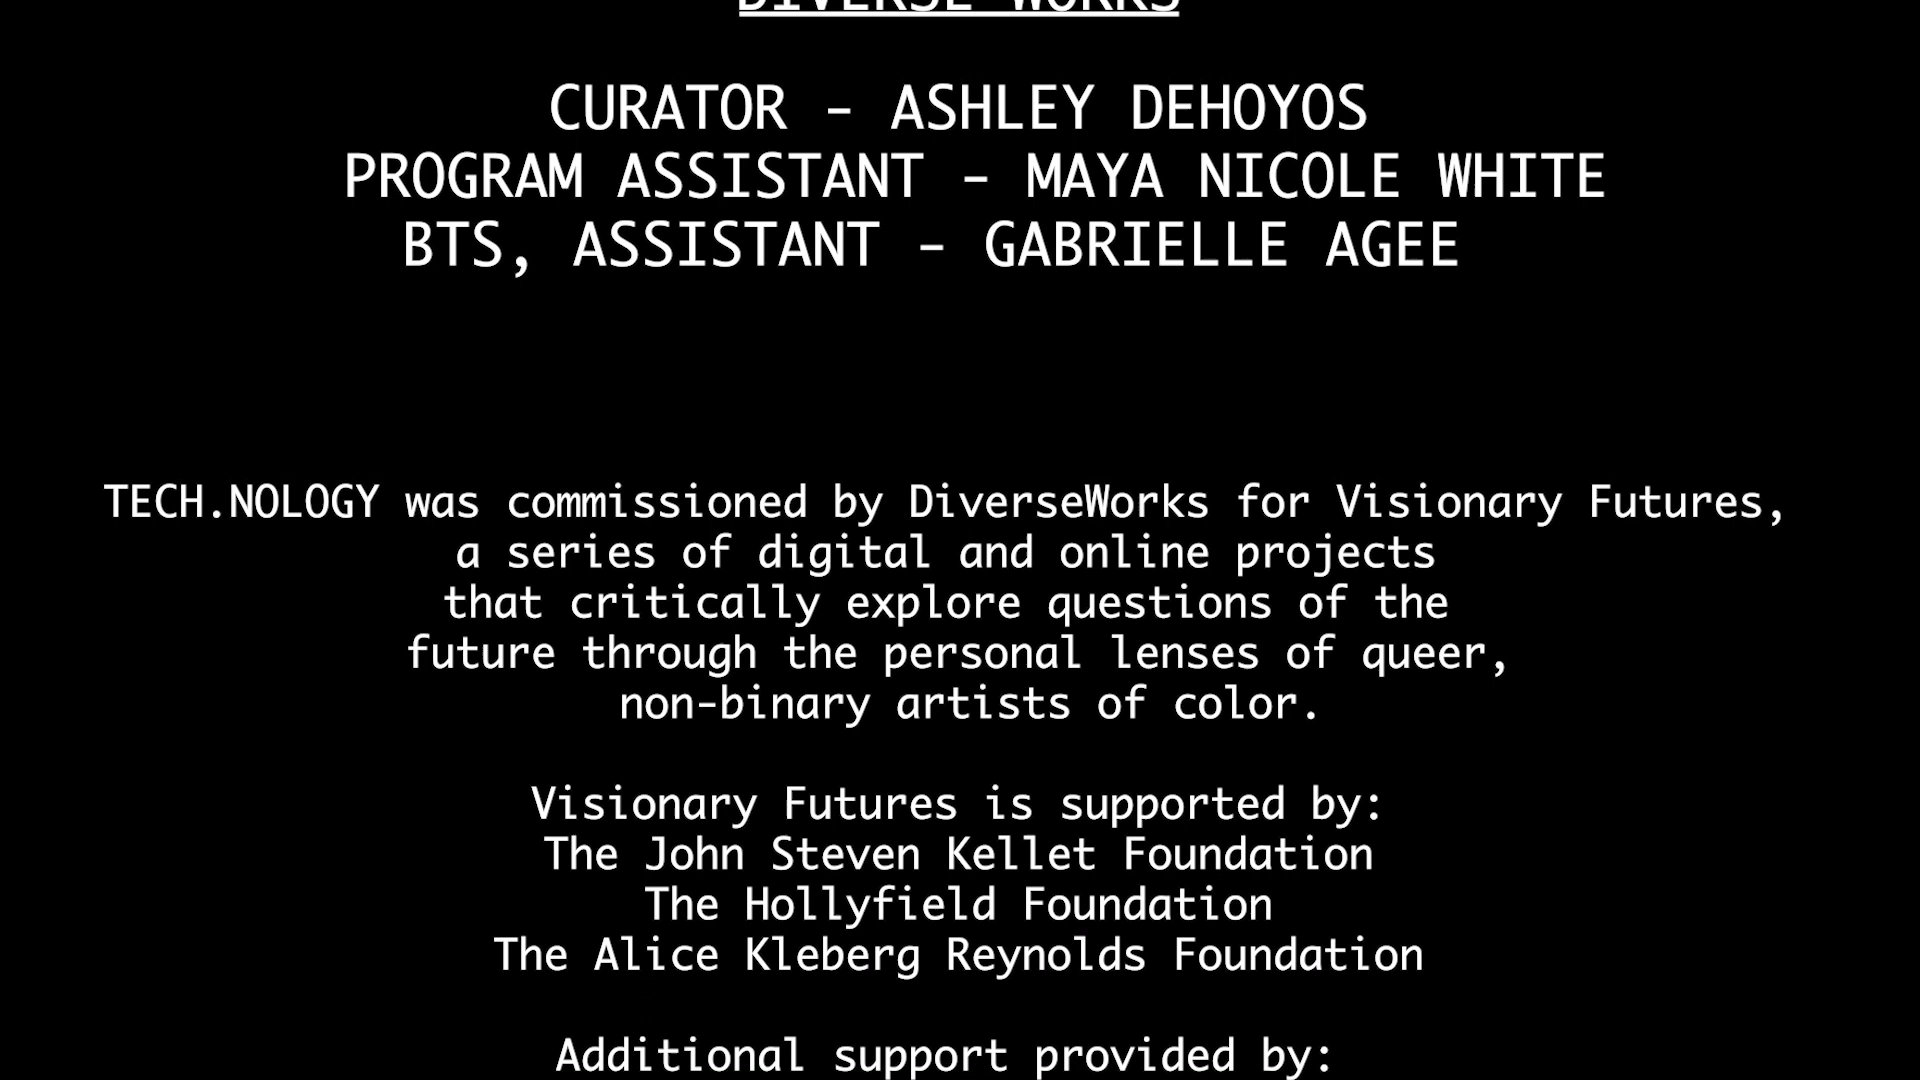 DIVERSE WORKS
CURATOR - ASHLEY DEHOYOS
PROGRAM ASSISTANT - MAYA NICOLE WHITE
BTS, ASSISTANT - GABRIELLE AGEE
TECH.NOLOGY was commissioned by DiverseWorks for Visionary Futures,
a series of digital and online projects
that critically explore questions of the
future through the personal lenses of queer,
non-binary artists of color.
Visionary Futures is supported by:
The John Steven Kellet Foundation
The Hollyfield Foundation
The Alice Kleberg Reynolds Foundation
Additional support provided by: